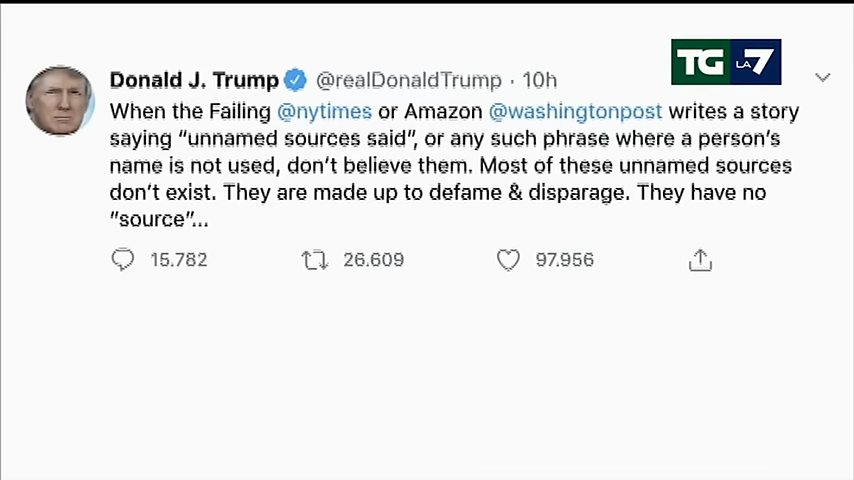 TG LA 7
Donald J. Trump @realDonaldTrump · 10h
When the Failing @nytimes or Amazon @washingtonpost writes a story
saying “unnamed sources said”, or any such phrase where a person’s
name is not used, don’t believe them. Most of these unnamed sources
don’t exist. They are made up to defame & disparage. They have no
“source”...
15.782 26.609 97.956